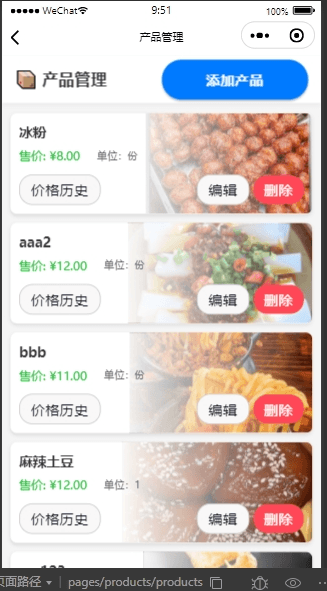 ●●●●● WeChat 9:51 100%
产品管理
产品管理 添加产品
冰粉
售价: ¥8.00 单位: 份
价格历史 编辑 删除
aaa2
售价: ¥12.00 单位: 份
价格历史 编辑 删除
bbb
售价: ¥11.00 单位: 份
价格历史 编辑 删除
麻辣土豆
售价: ¥12.00 单位: 1
价格历史 编辑 删除
页面路径 pages/products/products